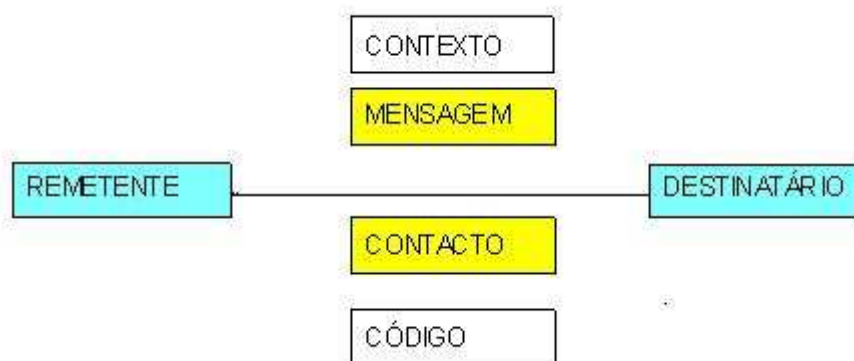 CONTEXTO
MENSAGEM
REMETENTE
DESTINATÁRIO
CONTACTO
CÓDIGO